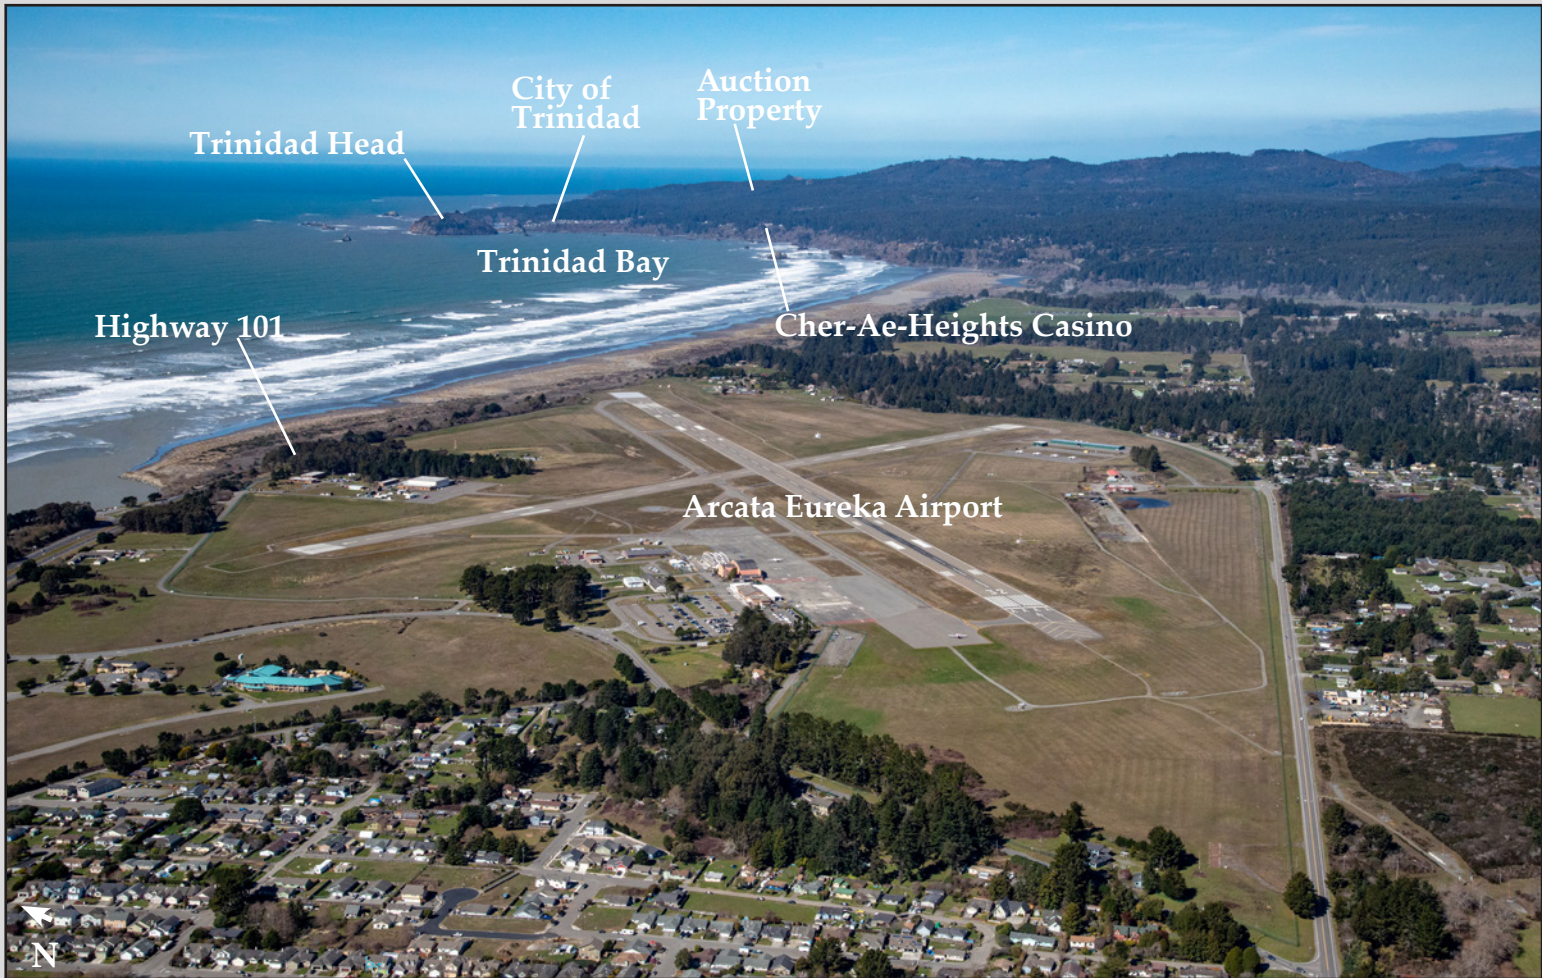 City of
Trinidad
Auction
Property
Trinidad Head
Trinidad Bay
Highway 101
Cher-Ae-Heights Casino
Arcata Eureka Airport
N